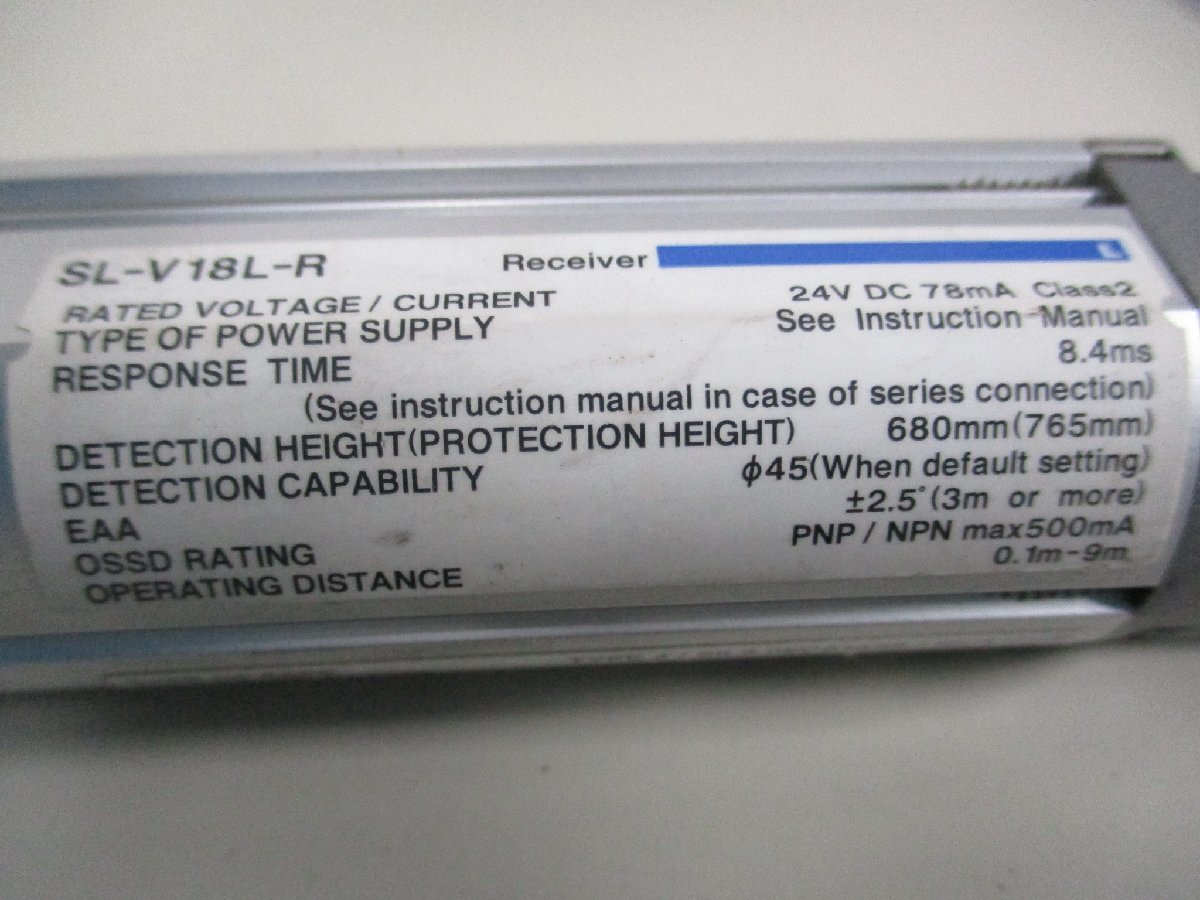 SL-V18L-R Receiver L
RATED VOLTAGE / CURRENT 24V DC 78mA Class2
TYPE OF POWER SUPPLY See Instruction Manual
RESPONSE TIME 8.4ms
(See instruction manual in case of series connection)
DETECTION HEIGHT(PROTECTION HEIGHT) 680mm(765mm)
DETECTION CAPABILITY φ45(When default setting)
EAA ±2.5°(3m or more)
OSSD RATING PNP / NPN max500mA
OPERATING DISTANCE 0.1m-9m